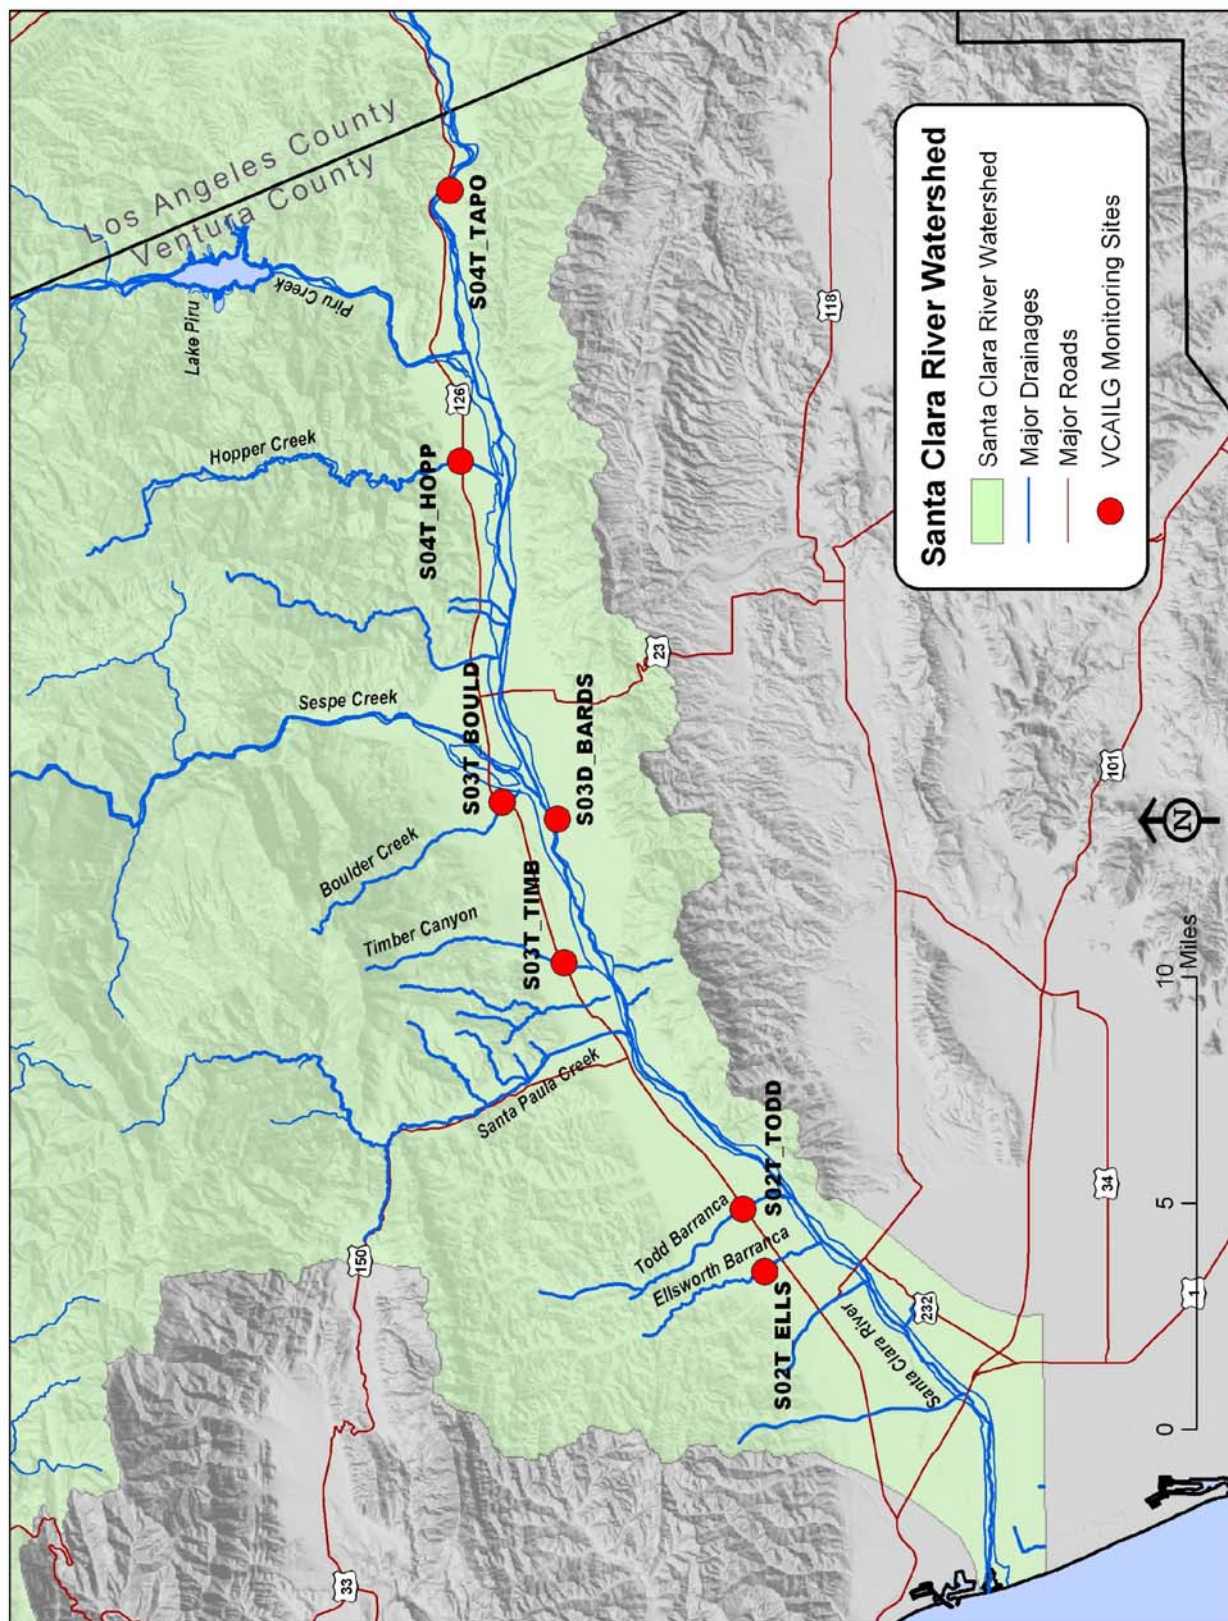 Los Angeles County
Ventura County
Lake Piru
Piru Creek
S04T_TAPO
126
Hopper Creek
S04T_HOPP
Sespe Creek
S03T_BOULD
S03D_BARDS
Boulder Creek
Timber Canyon
S03T_TIMB
Santa Paula Creek
150
33
Todd Barranca
S02T_TODD
Ellsworth Barranca
S02T_ELLS
Santa Clara River
232
23
118
101
34
1
Santa Clara River Watershed
Santa Clara River Watershed
Major Drainages
Major Roads
VCAILG Monitoring Sites
N
0 5 10
Miles